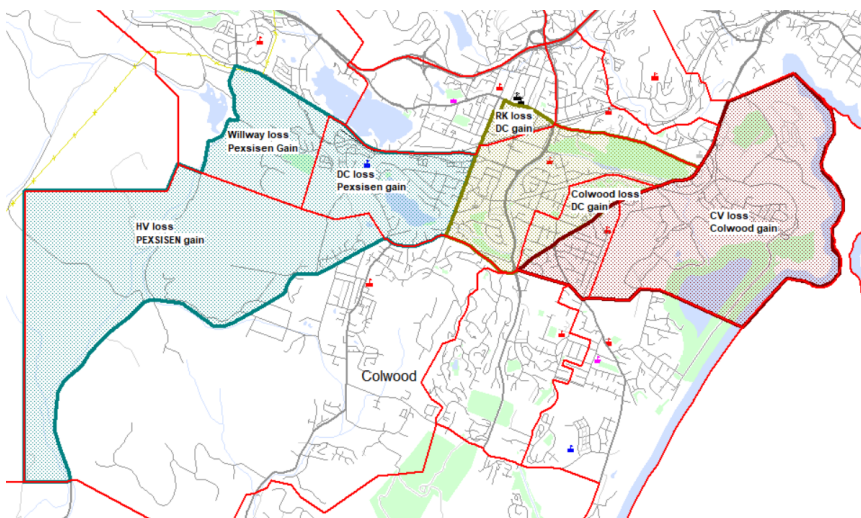 RK loss
DC gain
Willway loss
Pexsisen Gain
DC loss
Pexsisen gain
Colwood loss
DC gain
CV loss
Colwood gain
HV loss
PEXSISEN gain
Colwood